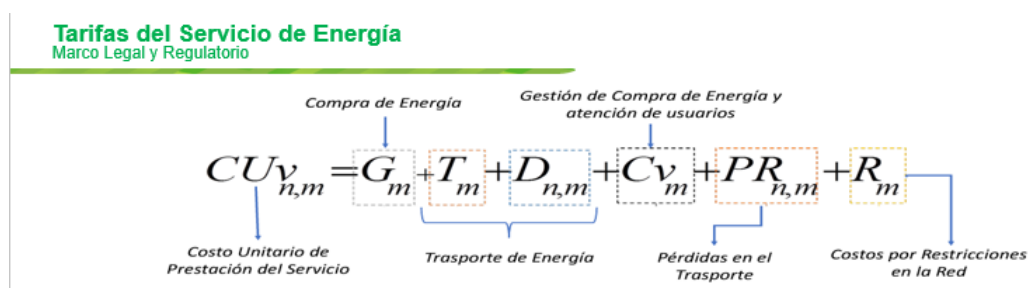 Tarifas del Servicio de Energía
Marco Legal y Regulatorio
Compra de Energía
Gestión de Compra de Energía y
atención de usuarios
CUv n,m = G m + T m + D n,m + Cv m + PR n,m + R m
Costo Unitario de
Prestación del Servicio
Trasporte de Energía
Pérdidas en el
Trasporte
Costos por Restricciones
en la Red